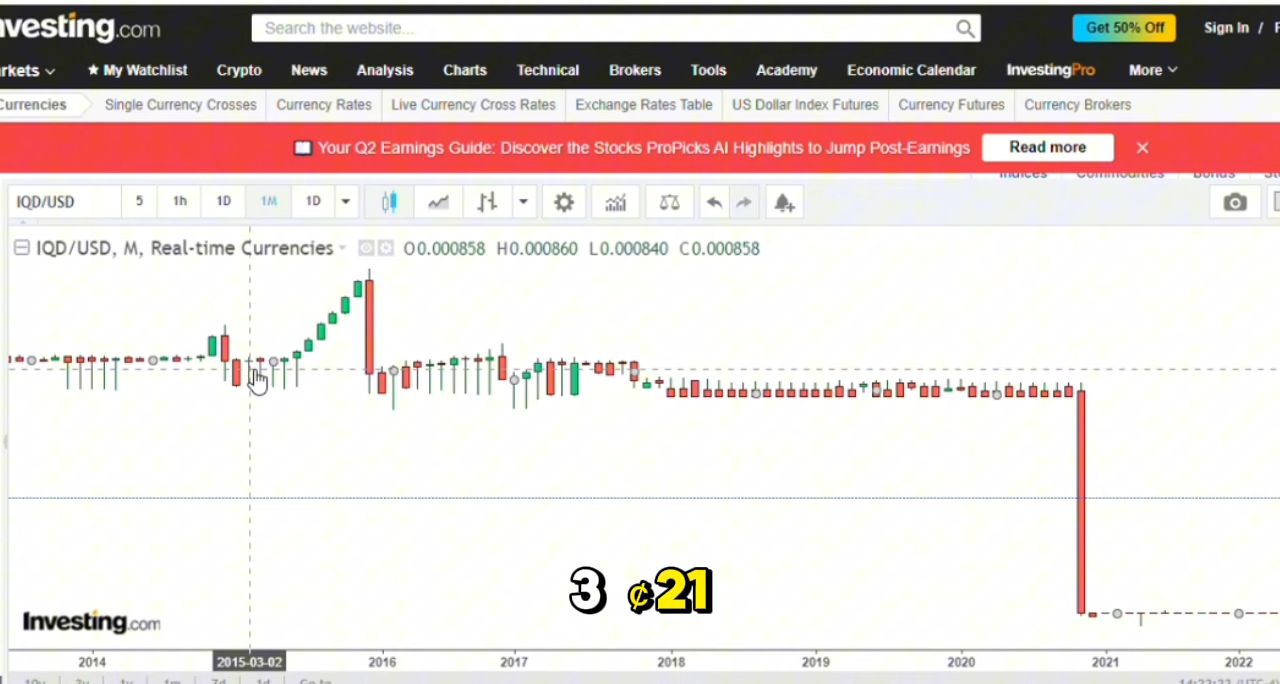 nvesting.com
Search the website...
Get 50% Off
Sign In /
rkets
★ My Watchlist
Crypto
News
Analysis
Charts
Technical
Brokers
Tools
Academy
Economic Calendar
InvestingPro
More
Currencies
Single Currency Crosses
Currency Rates
Live Currency Cross Rates
Exchange Rates Table
US Dollar Index Futures
Currency Futures
Currency Brokers
Your Q2 Earnings Guide: Discover the Stocks ProPicks AI Highlights to Jump Post-Earnings
Read more
Indices
Commodities
Bonds
IQD/USD
5
1h
1D
1M
1D
IQD/USD, M, Real-time Currencies
O0.000858 H0.000860 L0.000840 C0.000858
3 ¢21
Investing.com
2014
2015-03-02
2016
2017
2018
2019
2020
2021
2022